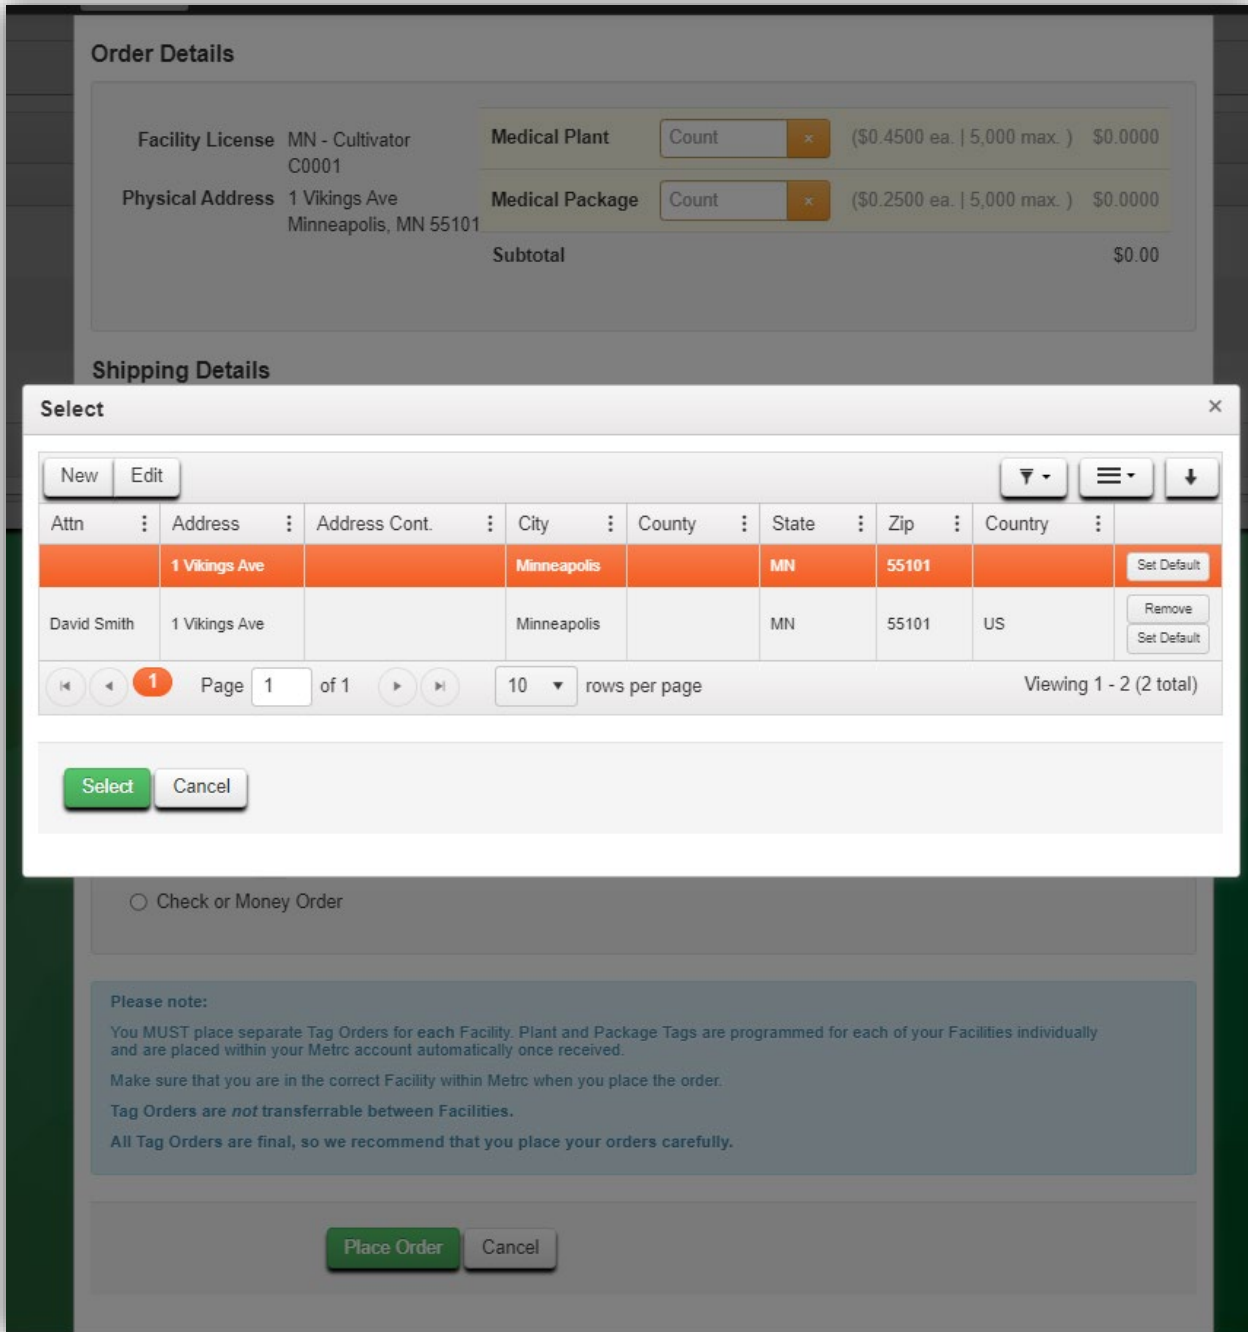 Order Details
Facility License MN - Cultivator
C0001
Physical Address 1 Vikings Ave
Minneapolis, MN 55101
Medical Plant Count × ($0.4500 ea. | 5,000 max. ) $0.0000
Medical Package Count × ($0.2500 ea. | 5,000 max. ) $0.0000
Subtotal $0.00
Shipping Details
Select ×
New Edit
Attn Address Address Cont. City County State Zip Country
1 Vikings Ave Minneapolis MN 55101 Set Default
David Smith 1 Vikings Ave Minneapolis MN 55101 US Remove
Set Default
1 Page 1 of 1 10 rows per page Viewing 1 - 2 (2 total)
Select Cancel
Check or Money Order
Please note:
You MUST place separate Tag Orders for each Facility. Plant and Package Tags are programmed for each of your Facilities individually
and are placed within your Metrc account automatically once received.
Make sure that you are in the correct Facility within Metrc when you place the order.
Tag Orders are not transferrable between Facilities.
All Tag Orders are final, so we recommend that you place your orders carefully.
Place Order Cancel